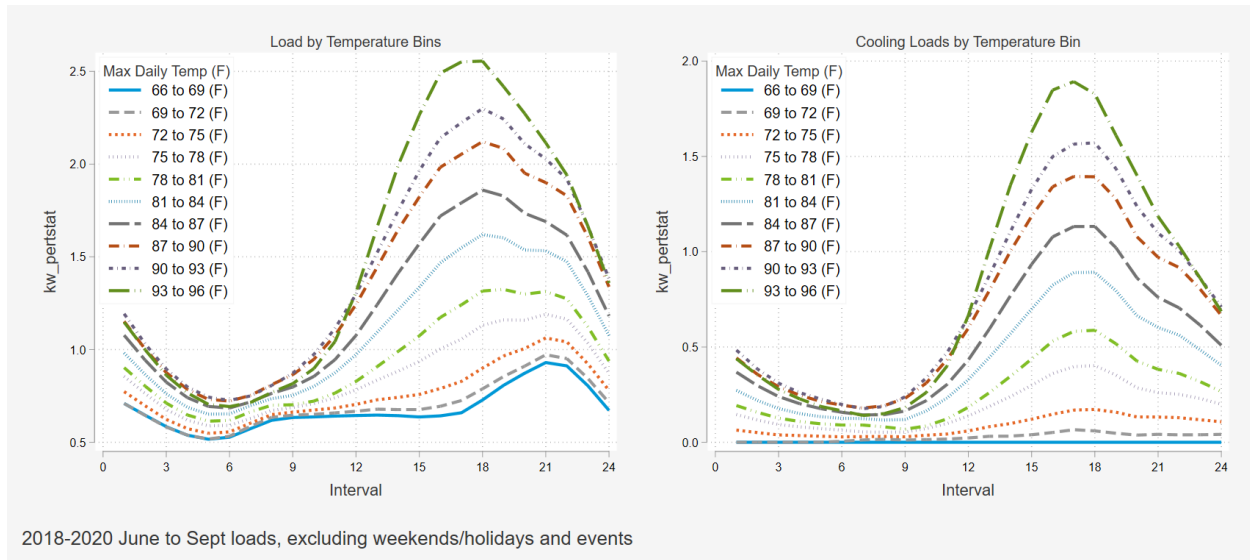 Load by Temperature Bins
Max Daily Temp (F)
66 to 69 (F)
69 to 72 (F)
72 to 75 (F)
75 to 78 (F)
78 to 81 (F)
81 to 84 (F)
84 to 87 (F)
87 to 90 (F)
90 to 93 (F)
93 to 96 (F)
kw_pertstat
2.5
2.0
1.5
1.0
0.5
0 3 6 9 12 15 18 21 24
Interval
Cooling Loads by Temperature Bin
Max Daily Temp (F)
66 to 69 (F)
69 to 72 (F)
72 to 75 (F)
75 to 78 (F)
78 to 81 (F)
81 to 84 (F)
84 to 87 (F)
87 to 90 (F)
90 to 93 (F)
93 to 96 (F)
kw_pertstat
2.0
1.5
1.0
0.5
0.0
0 3 6 9 12 15 18 21 24
Interval
2018-2020 June to Sept loads, excluding weekends/holidays and events